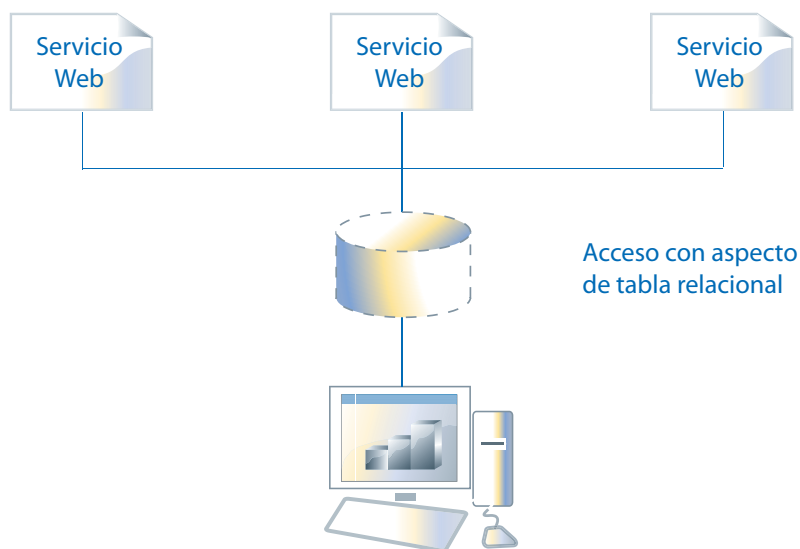 Servicio
Web
Servicio
Web
Servicio
Web
Acceso con aspecto
de tabla relacional